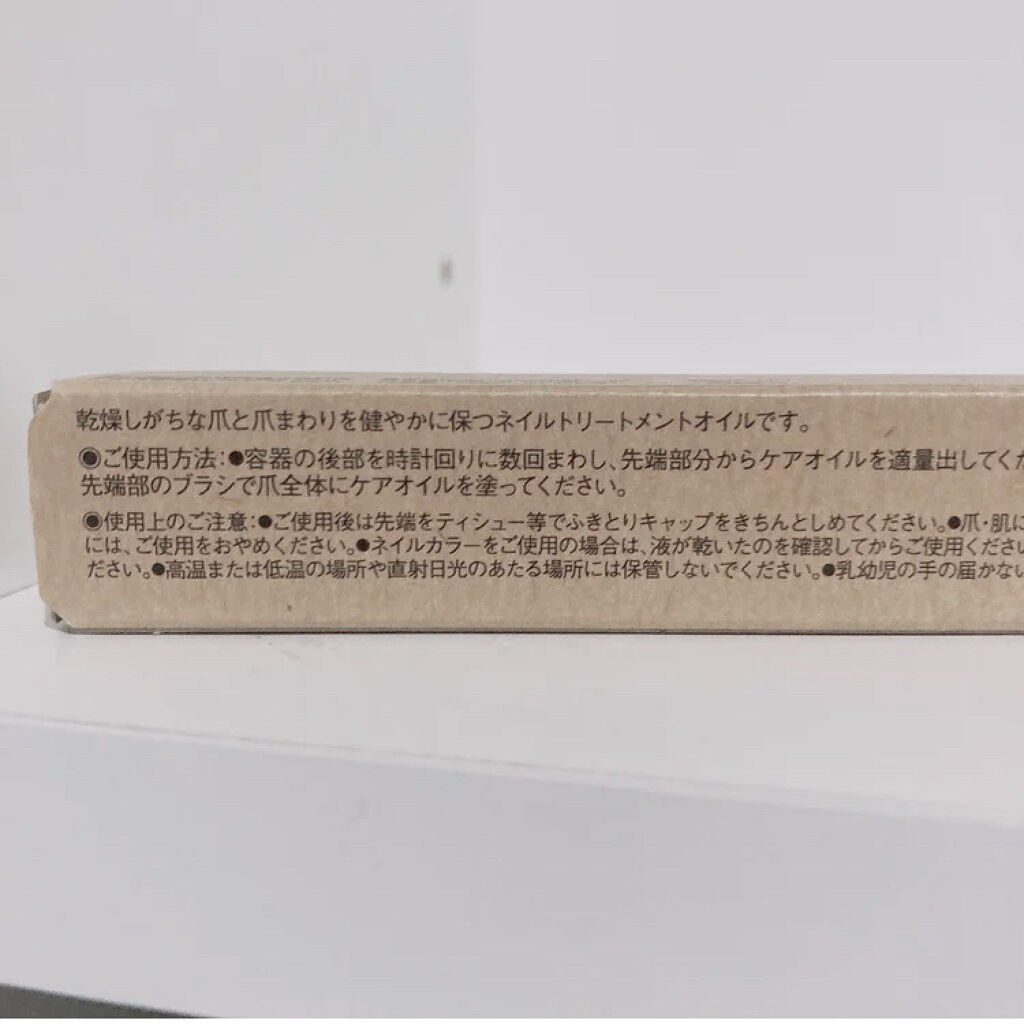 乾燥しがちな爪と爪まわりを健やかに保つネイルトリートメントオイルです。
◉ご使用方法:●容器の後部を時計回りに数回まわし、先端部分からケアオイルを適量出してくだ
先端部のブラシで爪全体にケアオイルを塗ってください。
◉使用上のご注意:●ご使用後は先端をティシュー等でふきとりキャップをきちんとしめてください。●爪・肌に
には、ご使用をおやめください。●ネイルカラーをご使用の場合は、液が乾いたのを確認してからご使用ください
ださい。●高温または低温の場所や直射日光のあたる場所には保管しないでください。●乳幼児の手の届かない